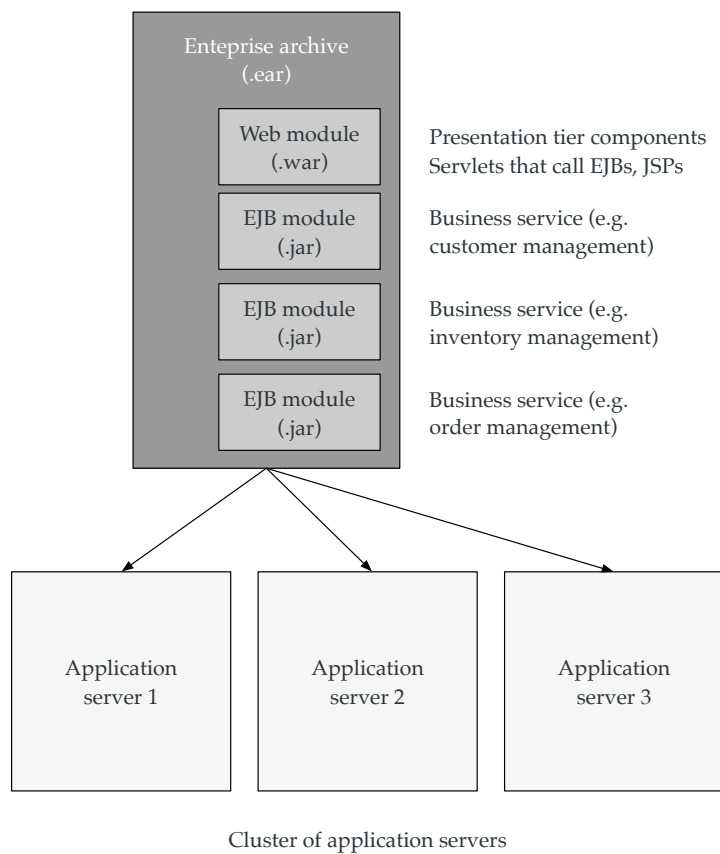 Enteprise archive
(.ear)
Web module
(.war)
Presentation tier components
Servlets that call EJBs, JSPs
EJB module
(.jar)
Business service (e.g.
customer management)
EJB module
(.jar)
Business service (e.g.
inventory management)
EJB module
(.jar)
Business service (e.g.
order management)
Application
server 1
Application
server 2
Application
server 3
Cluster of application servers